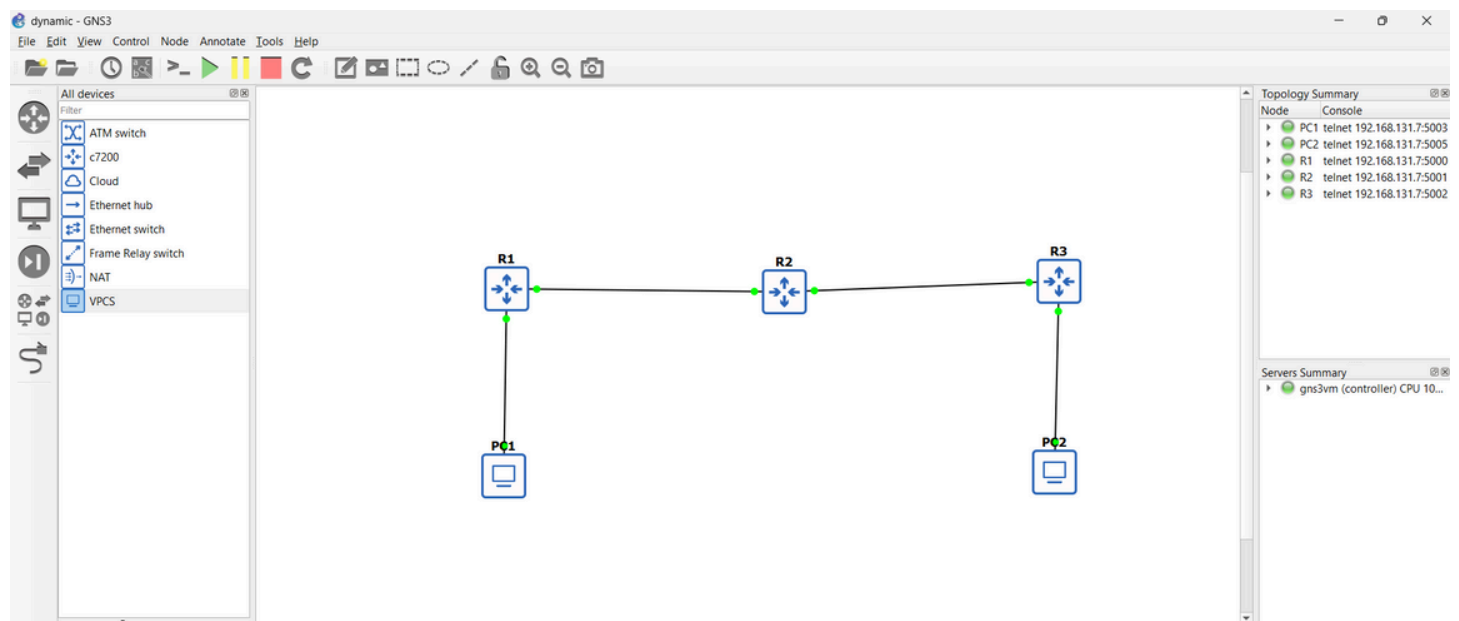 dynamic - GNS3
File Edit View Control Node Annotate Tools Help
All devices
Filter
ATM switch
c7200
Cloud
Ethernet hub
Ethernet switch
Frame Relay switch
NAT
VPCS
R1
R2
R3
PC1
PC2
Topology Summary
Node Console
PC1 telnet 192.168.131.7:5003
PC2 telnet 192.168.131.7:5005
R1 telnet 192.168.131.7:5000
R2 telnet 192.168.131.7:5001
R3 telnet 192.168.131.7:5002
Servers Summary
gns3vm (controller) CPU 10...